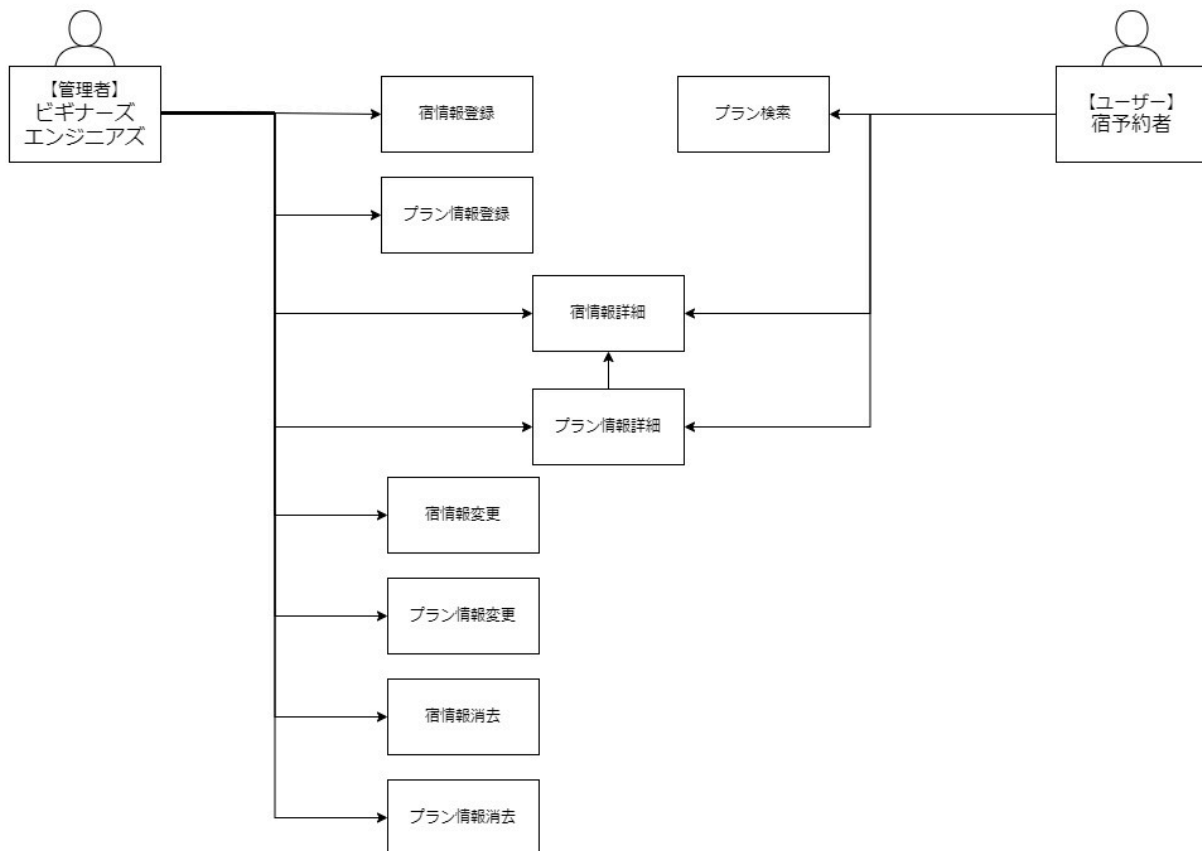 【管理者】
ビギナーズ
エンジニアズ
宿情報登録
プラン検索
【ユーザー】
宿予約者
プラン情報登録
宿情報詳細
プラン情報詳細
宿情報変更
プラン情報変更
宿情報消去
プラン情報消去